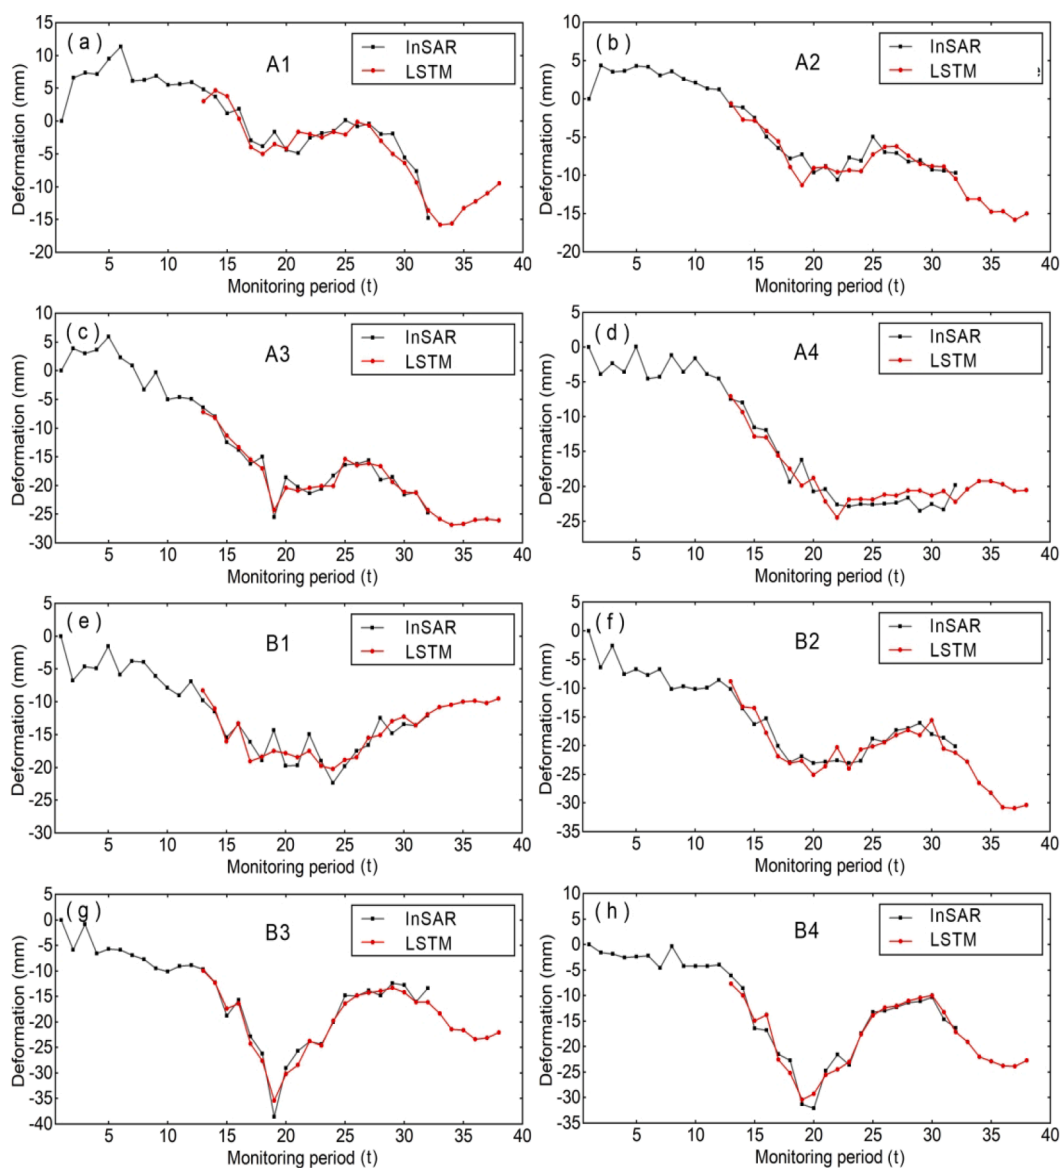 ( a )
A1
InSAR
LSTM
Deformation (mm)
15
10
5
0
-5
-10
-15
-20
5 10 15 20 25 30 35 40
Monitoring period (t)
( b )
A2
InSAR
LSTM
e
Deformation (mm)
10
5
0
-5
-10
-15
-20
5 10 15 20 25 30 35 40
Monitoring period (t)
( c )
A3
InSAR
LSTM
Deformation (mm)
10
5
0
-5
-10
-15
-20
-25
-30
5 10 15 20 25 30 35 40
Monitoring period (t)
( d )
A4
InSAR
LSTM
Deformation (mm)
5
0
-5
-10
-15
-20
-25
5 10 15 20 25 30 35 40
Monitoring period (t)
( e )
B1
InSAR
LSTM
Deformation (mm)
5
0
-5
-10
-15
-20
-25
-30
5 10 15 20 25 30 35 40
Monitoring period (t)
( f )
B2
InSAR
LSTM
Deformation (mm)
5
0
-5
-10
-15
-20
-25
-30
-35
5 10 15 20 25 30 35 40
Monitoring period (t)
( g )
B3
InSAR
LSTM
Deformation (mm)
5
0
-5
-10
-15
-20
-25
-30
-35
-40
5 10 15 20 25 30 35 40
Monitoring period (t)
( h )
B4
InSAR
LSTM
Deformation (mm)
10
5
0
-5
-10
-15
-20
-25
-30
-35
5 10 15 20 25 30 35 40
Monitoring period (t)